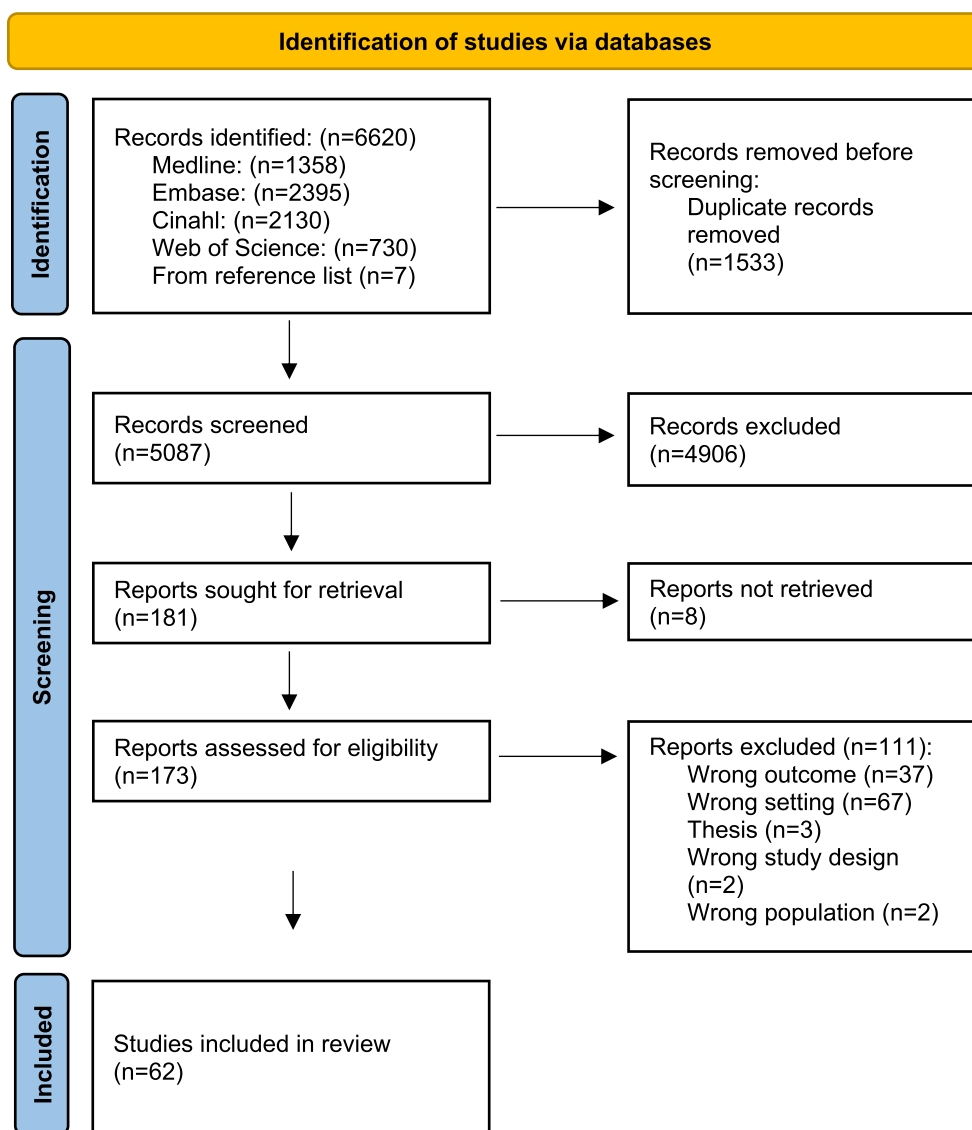 Identification of studies via databases
Identification
Records identified: (n=6620)
Medline: (n=1358)
Embase: (n=2395)
Cinahl: (n=2130)
Web of Science: (n=730)
From reference list (n=7)
Records removed before
screening:
Duplicate records
removed
(n=1533)
Screening
Records screened
(n=5087)
Records excluded
(n=4906)
Reports sought for retrieval
(n=181)
Reports not retrieved
(n=8)
Reports assessed for eligibility
(n=173)
Reports excluded (n=111):
Wrong outcome (n=37)
Wrong setting (n=67)
Thesis (n=3)
Wrong study design
(n=2)
Wrong population (n=2)
Included
Studies included in review
(n=62)